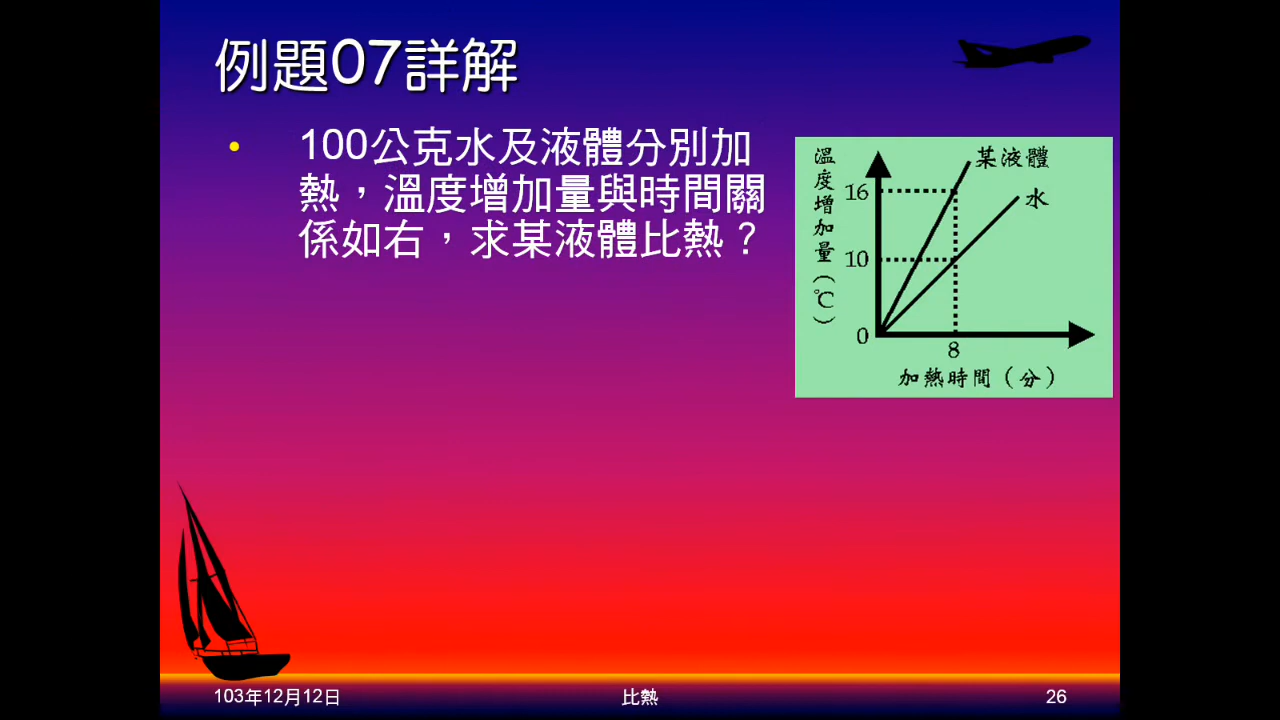 例題07詳解
• 100公克水及液體分別加
熱，溫度增加量與時間關
係如右，求某液體比熱？
溫度增加量(℃)
某液體
水
16
10
0
8
加熱時間(分)
103年12月12日
比熱
26